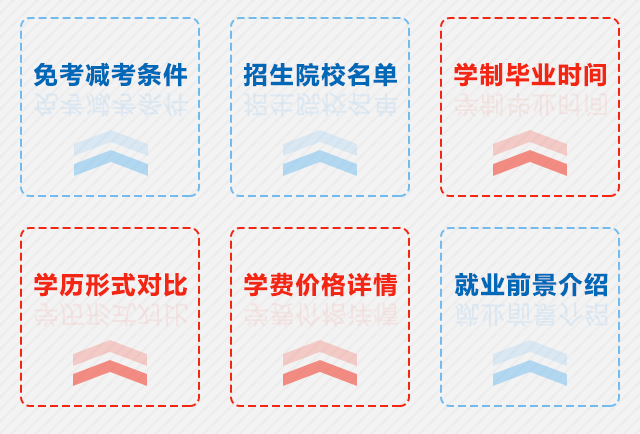 免考减考条件
招生院校名单
学制毕业时间
学历形式对比
学费价格详情
就业前景介绍